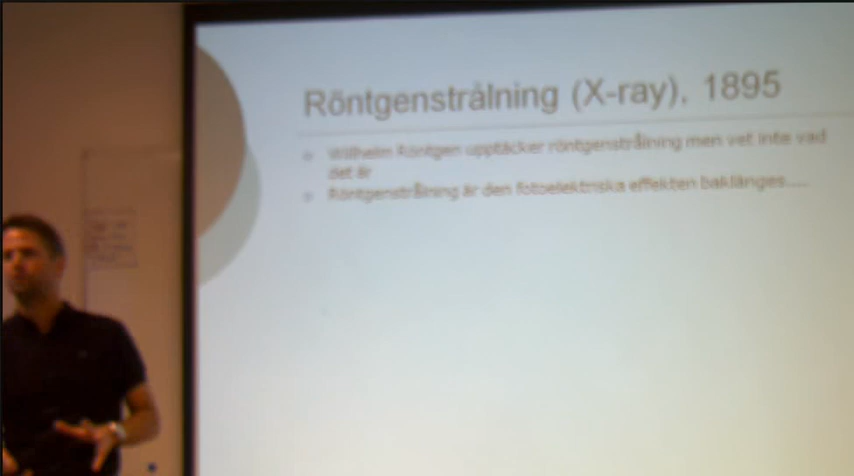 Röntgenstrålning (X-ray), 1895
Wilhelm Röntgen upptäcker röntgenstrålning men vet inte vad
det är
Röntgenstrålning är den fotoelektriska effekten baklänges....